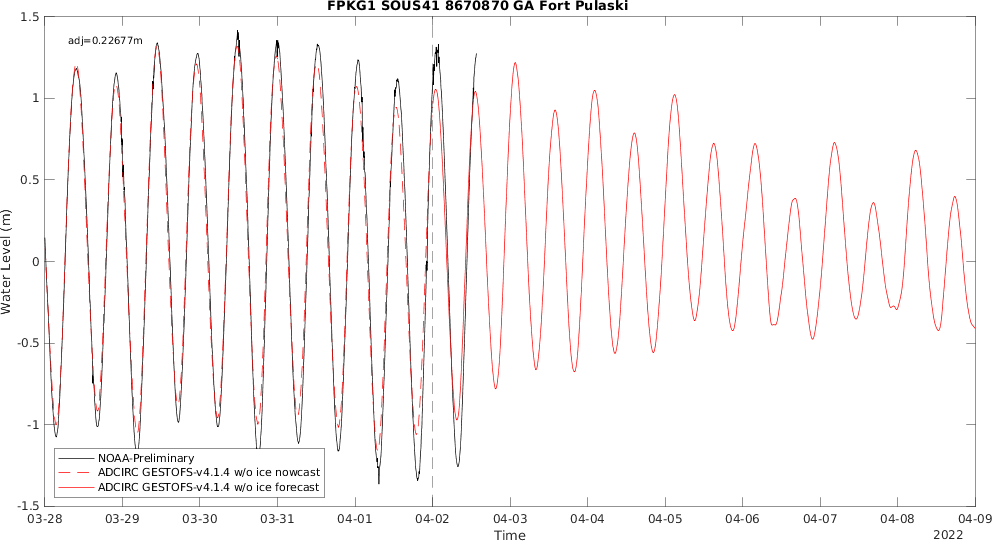 FPKG1 SOUS41 8670870 GA Fort Pulaski
adj=0.22677m
1.5
1
0.5
0
-0.5
-1
-1.5
Water Level (m)
NOAA-Preliminary
ADCIRC GESTOFS-v4.1.4 w/o ice nowcast
ADCIRC GESTOFS-v4.1.4 w/o ice forecast
03-28 03-29 03-30 03-31 04-01 04-02 04-03 04-04 04-05 04-06 04-07 04-08 04-09
Time
2022